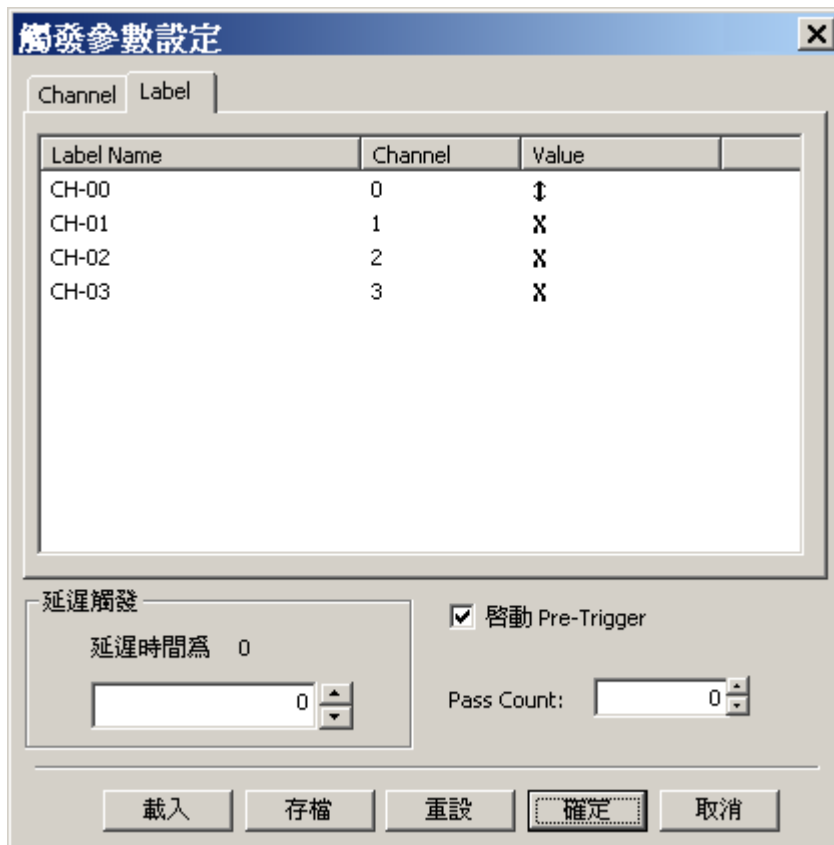 觸發參數設定
Channel Label
Label Name Channel Value
CH-00 0 ↕
CH-01 1 X
CH-02 2 X
CH-03 3 X
延遲觸發
延遲時間爲 0
0
啓動 Pre-Trigger
Pass Count: 0
載入 存檔 重設 確定 取消